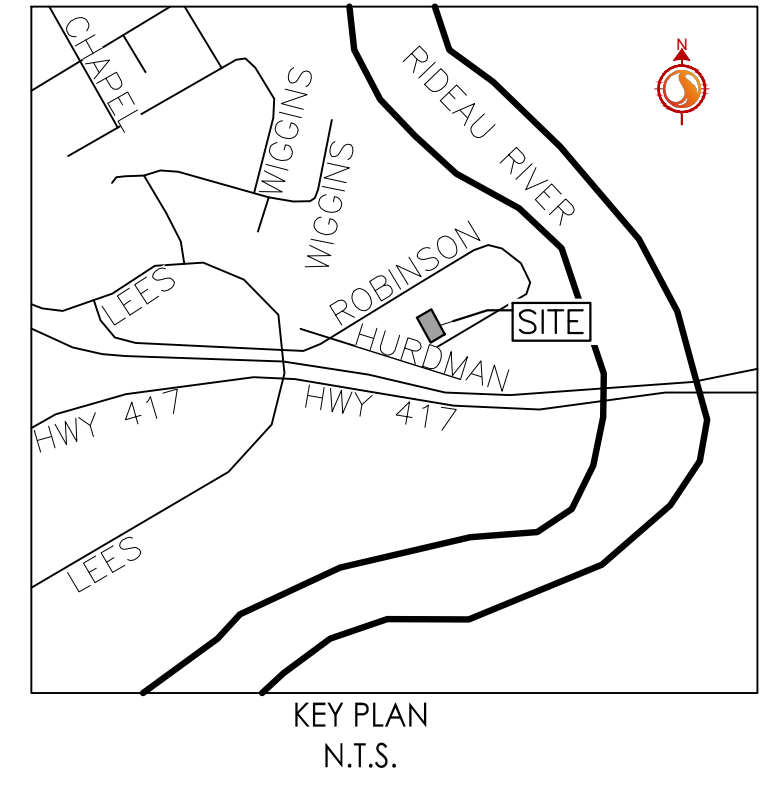 CHAPEL
N
RIDEAU RIVER
WIGGINS
WIGGINS
ROBINSON
LEES
SITE
HURDMAN
HWY 417
HWY 417
LEES
KEY PLAN
N.T.S.